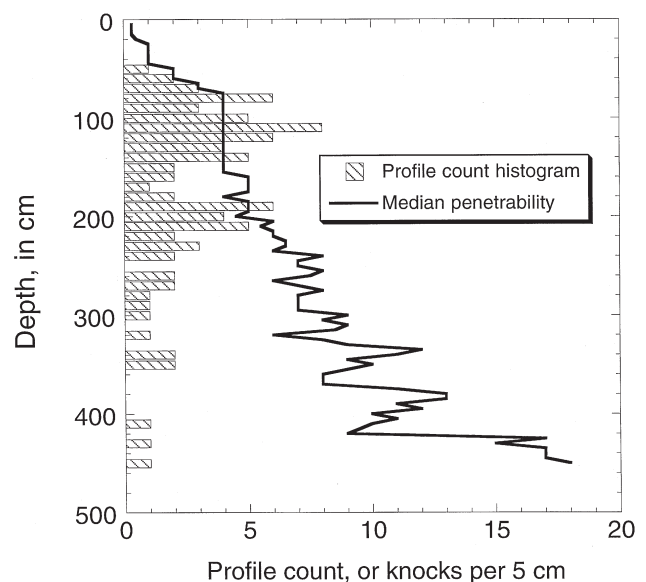 0
100
200
300
400
500
Depth, in cm
Profile count histogram
Median penetrability
0 5 10 15 20
Profile count, or knocks per 5 cm